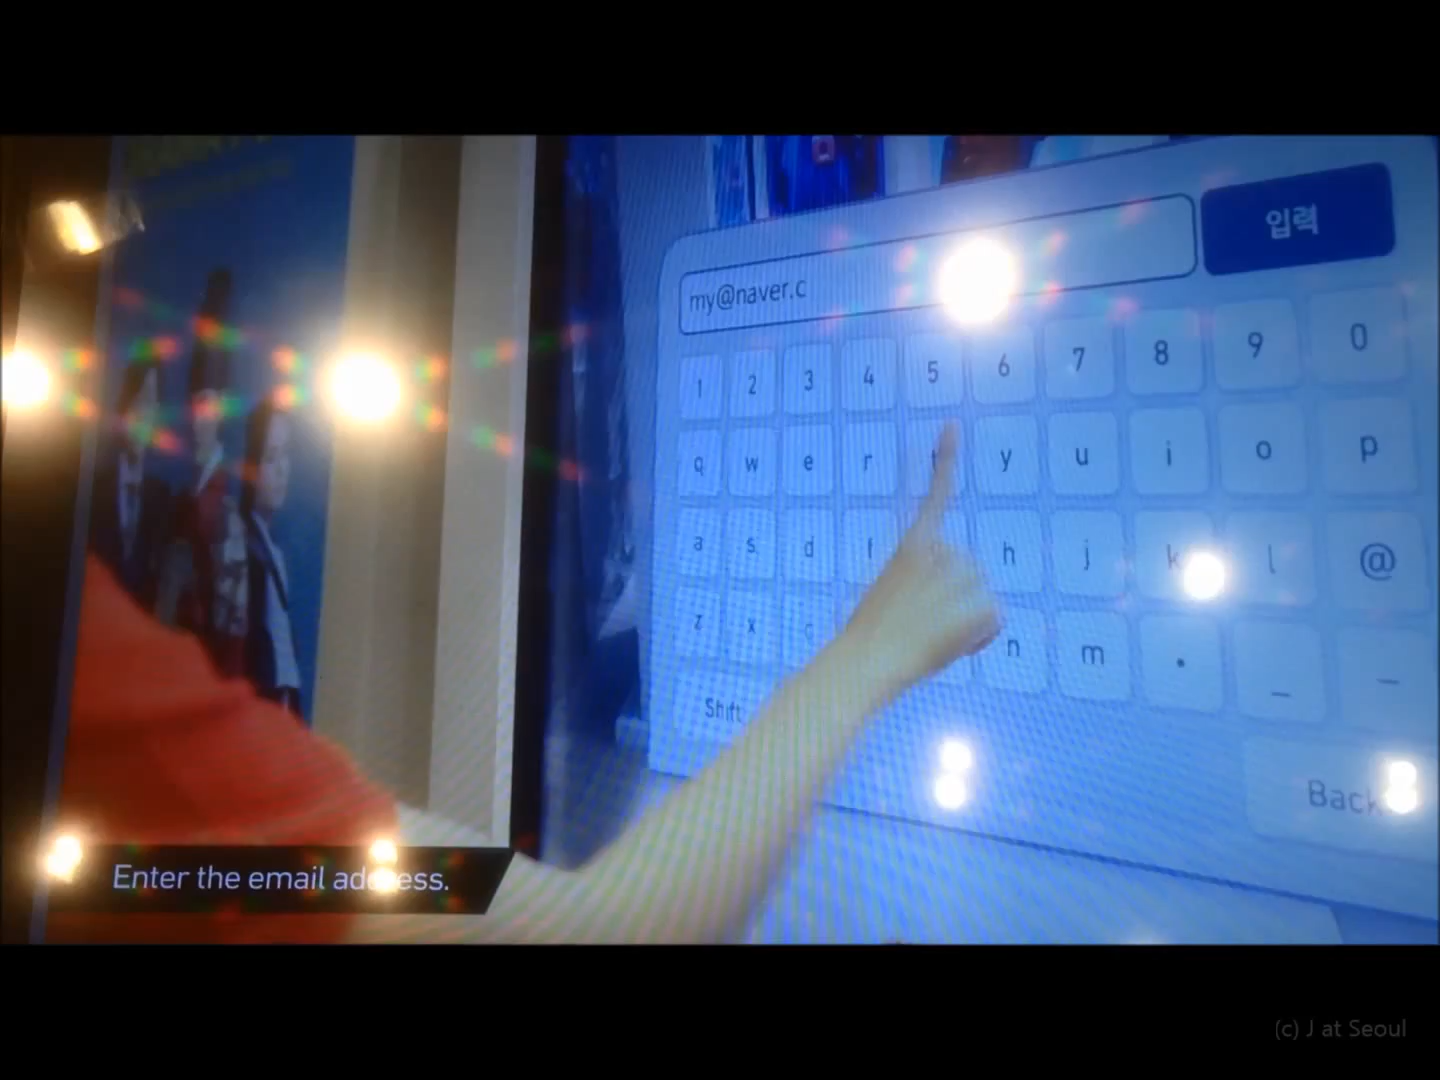 my@naver.c
입력
1 2 3 4 5 6 7 8 9 0
q w e r t y u i o p
a s d f h j k l @
z x c n m . _ _
Shift
Back
Enter the email address.
(c) J at Seoul